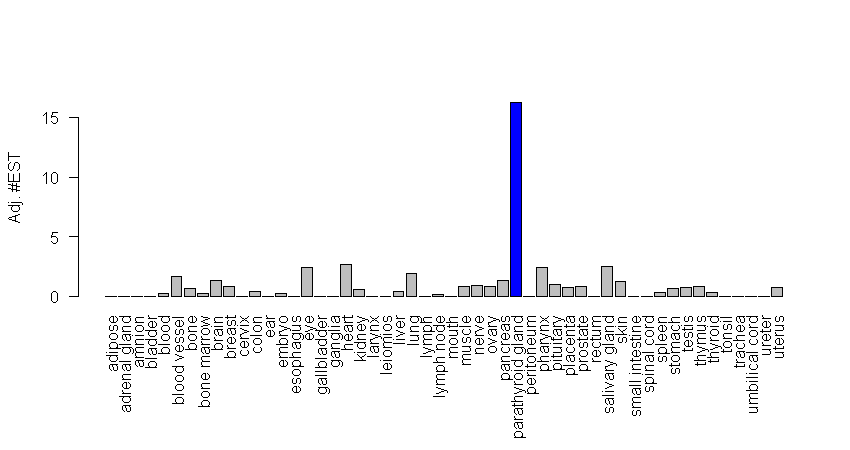 Adj. #EST
15
10
5
0
adipose
adrenal gland
amnion
bladder
blood
blood vessel
bone
bone marrow
brain
breast
cervix
colon
ear
embryo
esophagus
eye
gallbladder
ganglia
heart
kidney
larynx
leiomios
liver
lung
lymph
lymph node
mouth
muscle
nerve
ovary
pancreas
parathyroid gland
peritoneum
pharynx
pituitary
placenta
prostate
rectum
salivary gland
skin
small intestine
spinal cord
spleen
stomach
testis
thymus
thyroid
tonsil
trachea
umbilical cord
ureter
uterus